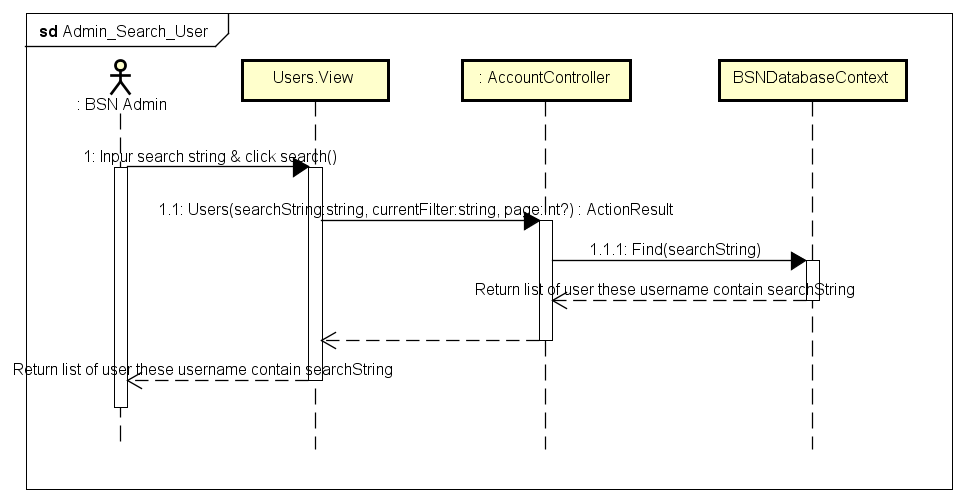 sd Admin_Search_User
: BSN Admin
Users.View
: AccountController
BSNDatabaseContext
1: Inpur search string & click search()
1.1: Users(searchString:string, currentFilter:string, page:int?) : ActionResult
1.1.1: Find(searchString)
Return list of user these username contain searchString
Return list of user these username contain searchString